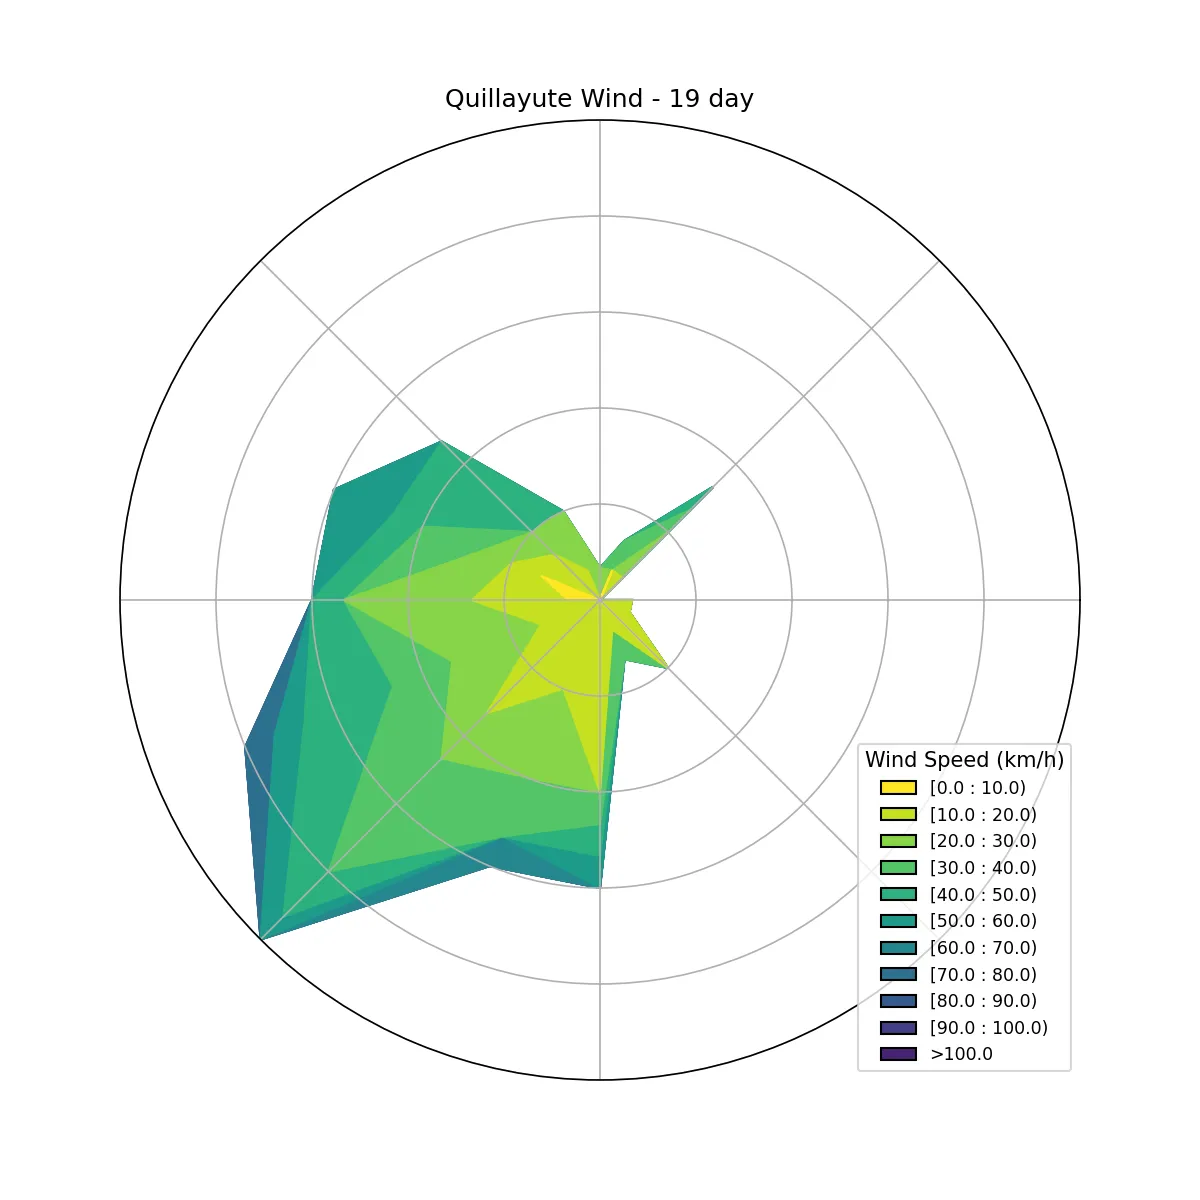 Quillayute Wind - 19 day
Wind Speed (km/h)
[0.0 : 10.0)
[10.0 : 20.0)
[20.0 : 30.0)
[30.0 : 40.0)
[40.0 : 50.0)
[50.0 : 60.0)
[60.0 : 70.0)
[70.0 : 80.0)
[80.0 : 90.0)
[90.0 : 100.0)
>100.0